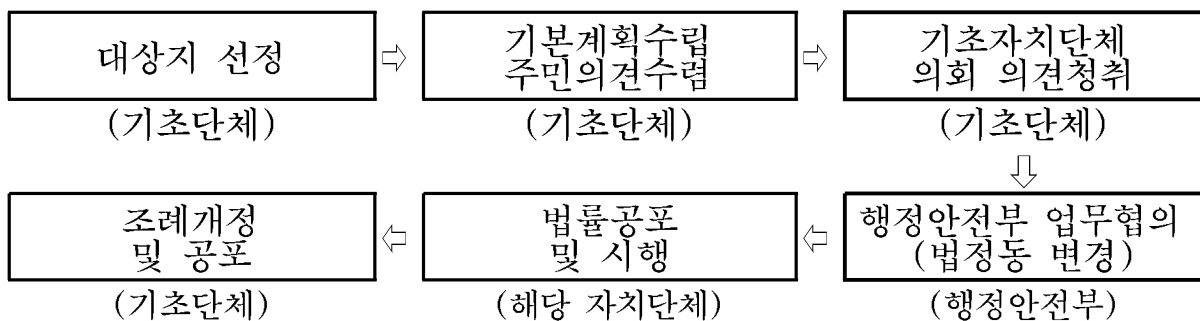 대상지 선정
(기초단체)
기본계획수립
주민의견수렴
(기초단체)
기초자치단체
의회 의견청취
(기초단체)
행정안전부 업무협의
(법정동 변경)
(행정안전부)
법률공포
및 시행
(해당 자치단체)
조례개정
및 공포
(기초단체)